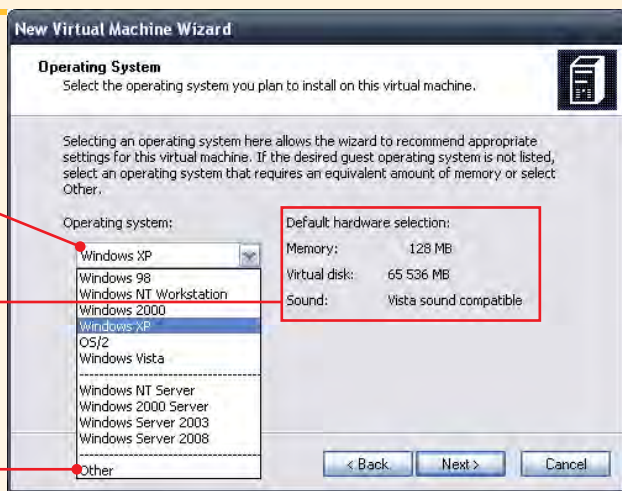 New Virtual Machine Wizard
Operating System
Select the operating system you plan to install on this virtual machine.
Selecting an operating system here allows the wizard to recommend appropriate
settings for this virtual machine. If the desired guest operating system is not listed,
select an operating system that requires an equivalent amount of memory or select
Other.
Operating system:
Windows XP
Windows 98
Windows NT Workstation
Windows 2000
Windows XP
OS/2
Windows Vista
Windows NT Server
Windows 2000 Server
Windows Server 2003
Windows Server 2008
Other
Default hardware selection:
Memory: 128 MB
Virtual disk: 65 536 MB
Sound: Vista sound compatible
< Back Next > Cancel